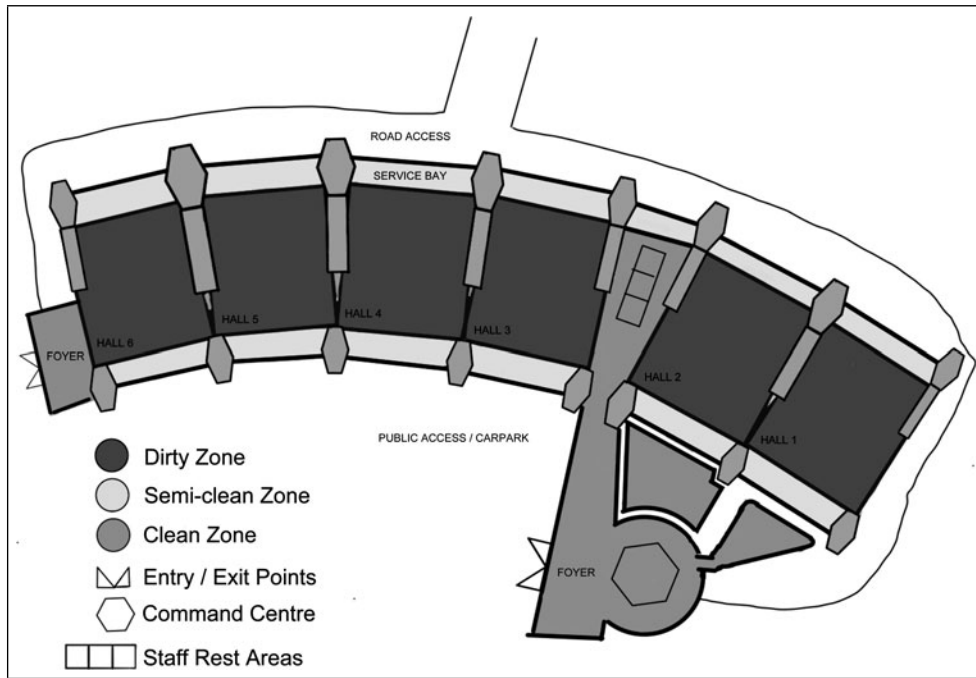 ROAD ACCESS
SERVICE BAY
HALL 6
HALL 5
HALL 4
HALL 3
HALL 2
HALL 1
FOYER
PUBLIC ACCESS / CARPARK
FOYER
Dirty Zone
Semi-clean Zone
Clean Zone
Entry / Exit Points
Command Centre
Staff Rest Areas